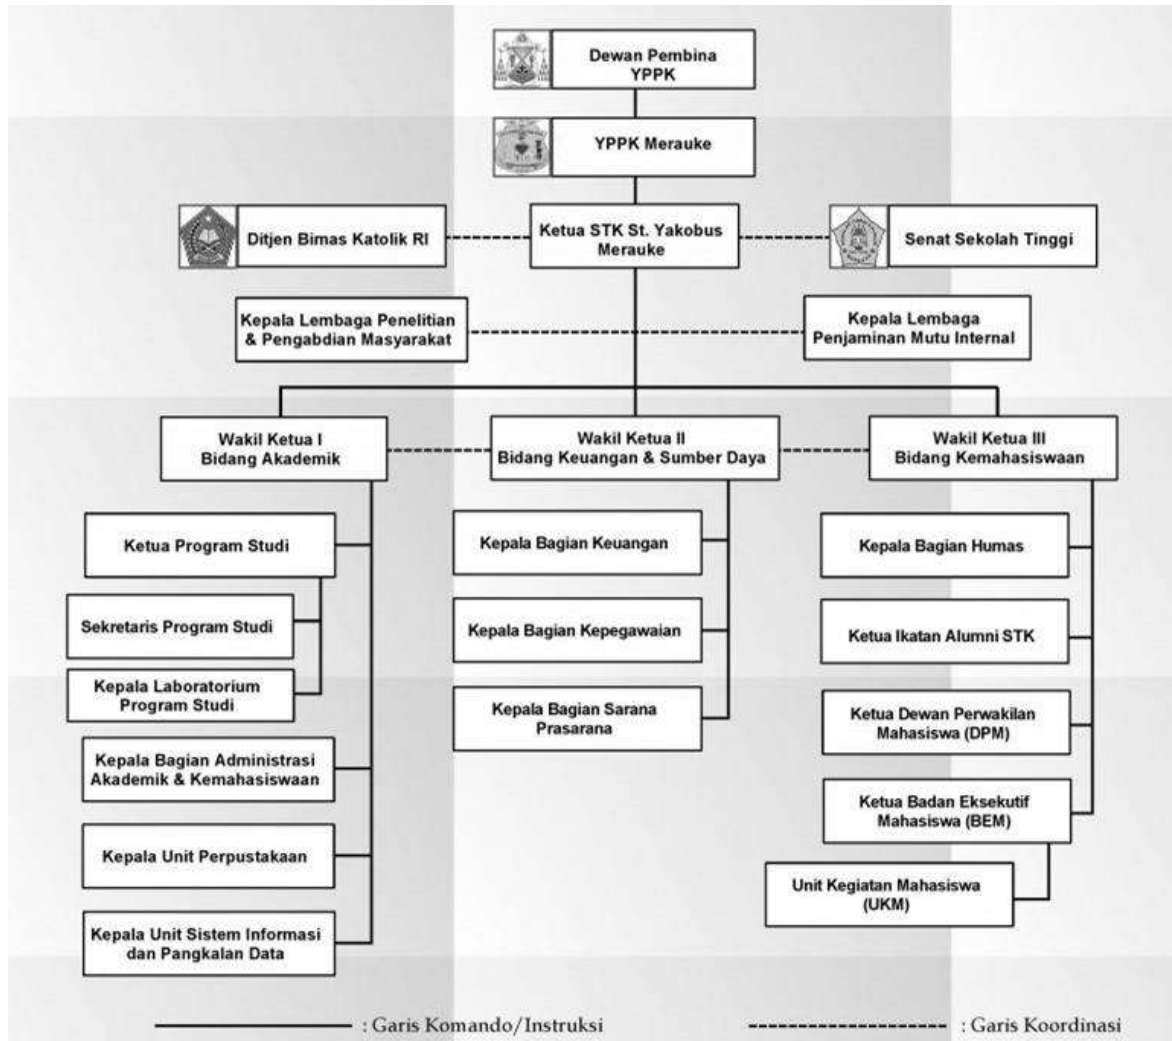 Dewan Pembina
YPPK
YPPK Merauke
Ditjen Bimas Katolik RI
Ketua STK St. Yakobus
Merauke
Senat Sekolah Tinggi
Kepala Lembaga Penelitian
& Pengabdian Masyarakat
Kepala Lembaga
Penjaminan Mutu Internal
Wakil Ketua I
Bidang Akademik
Wakil Ketua II
Bidang Keuangan & Sumber Daya
Wakil Ketua III
Bidang Kemahasiswaan
Ketua Program Studi
Sekretaris Program Studi
Kepala Laboratorium
Program Studi
Kepala Bagian Administrasi
Akademik & Kemahasiswaan
Kepala Unit Perpustakaan
Kepala Unit Sistem Informasi
dan Pangkalan Data
Kepala Bagian Keuangan
Kepala Bagian Kepegawaian
Kepala Bagian Sarana
Prasarana
Kepala Bagian Humas
Ketua Ikatan Alumni STK
Ketua Dewan Perwakilan
Mahasiswa (DPM)
Ketua Badan Eksekutif
Mahasiswa (BEM)
Unit Kegiatan Mahasiswa
(UKM)
: Garis Komando/Instruksi
: Garis Koordinasi